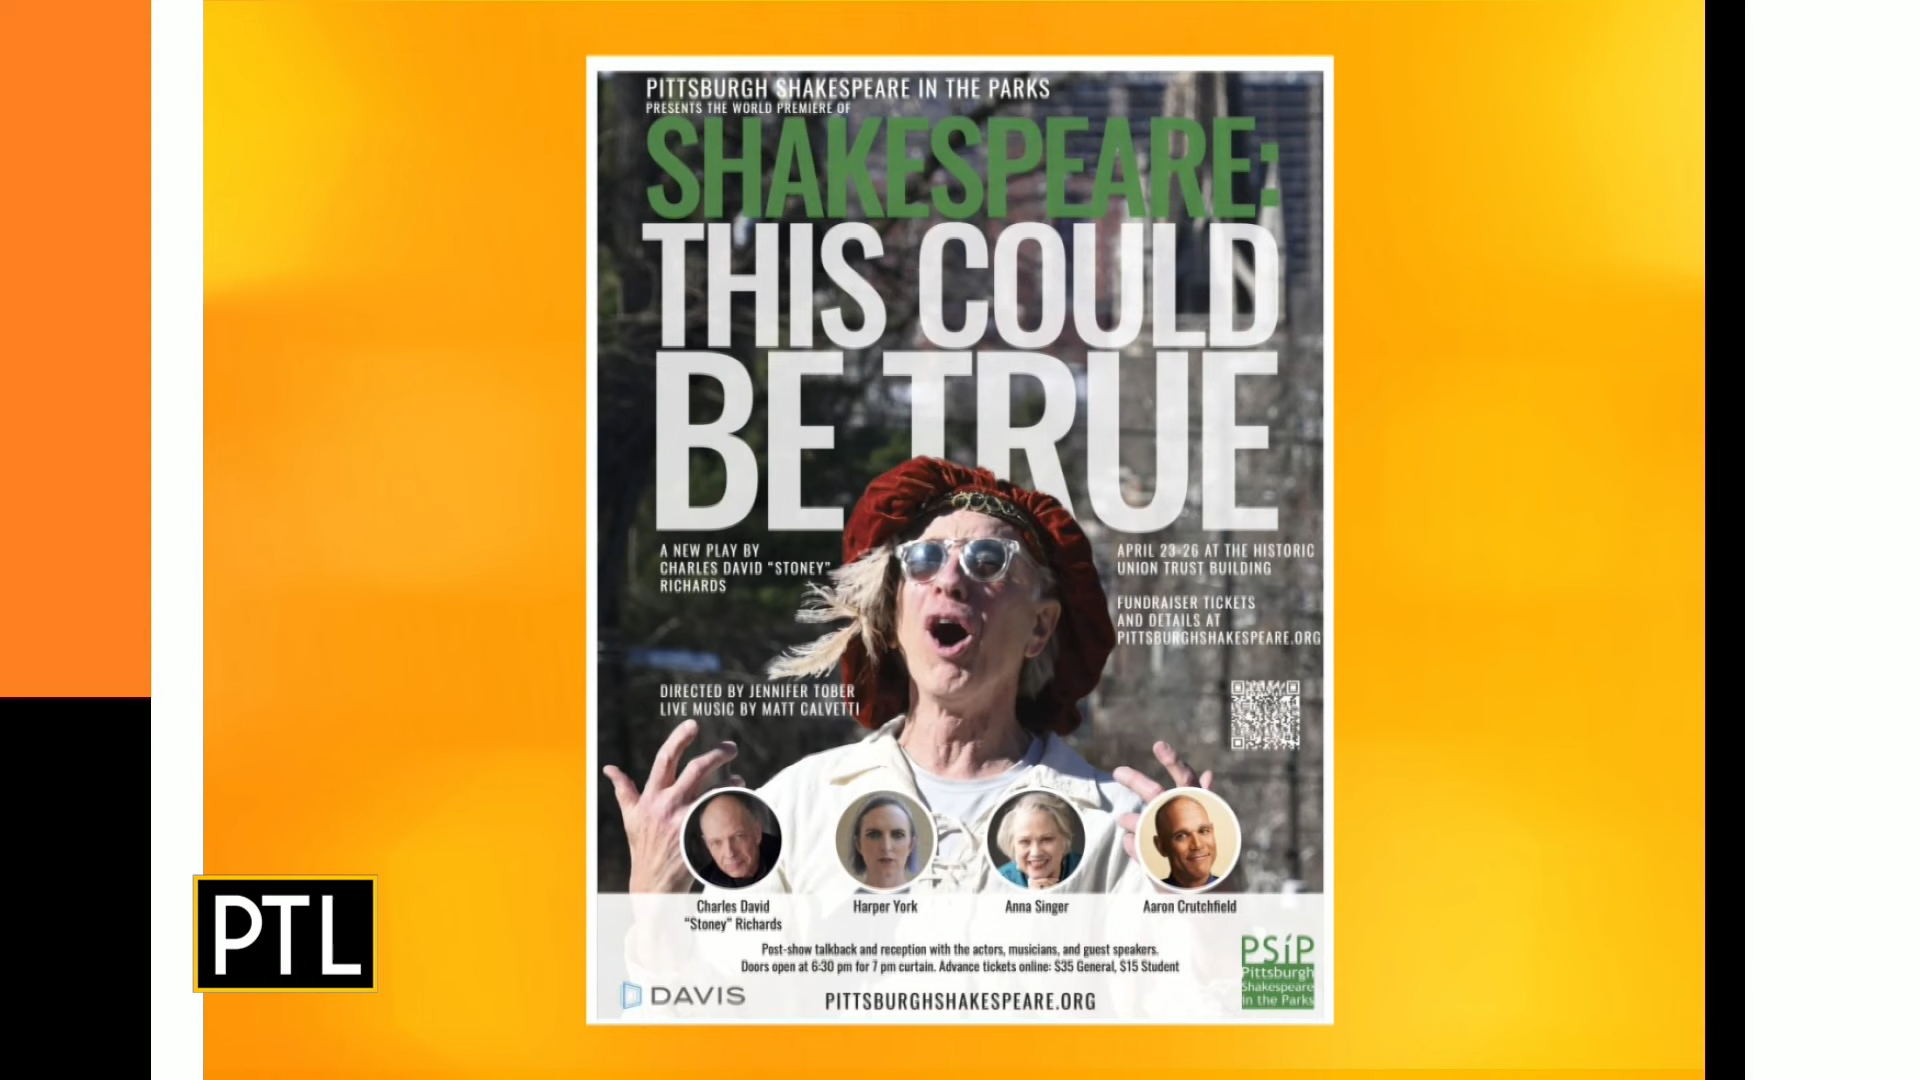 PITTSBURGH SHAKESPEARE IN THE PARKS
PRESENTS THE WORLD PREMIERE OF
SHAKESPEARE:
THIS COULD
BE TRUE
A NEW PLAY BY
CHARLES DAVID "STONEY"
RICHARDS
APRIL 23-26 AT THE HISTORIC
UNION TRUST BUILDING
FUNDRAISER TICKETS
AND DETAILS AT
PITTSBURGHSHAKESPEARE.ORG
DIRECTED BY JENNIFER TOBER
LIVE MUSIC BY MATT CALVETTI
Charles David
"Stoney" Richards
Harper York
Anna Singer
Aaron Crutchfield
Post-show talkback and reception with the actors, musicians, and guest speakers.
Doors open at 6:30 pm for 7 pm curtain. Advance tickets online: $35 General, $15 Student
DAVIS
PITTSBURGHSHAKESPEARE.ORG
PSiP
Pittsburgh
Shakespeare
in the Parks
PTL